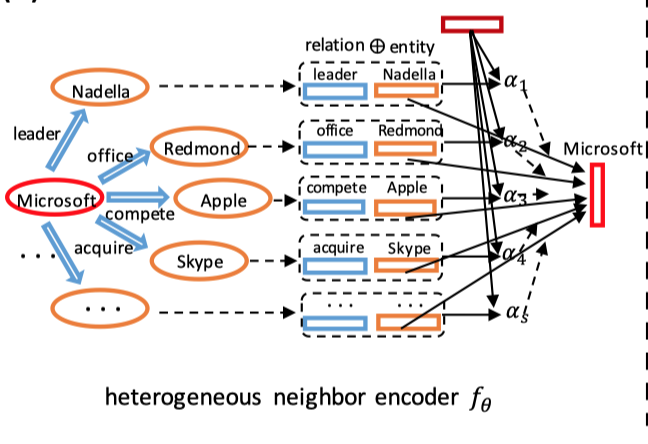 relation ⊕ entity
leader Nadella
Nadella
α1
leader
office Redmond
office
Redmond
α2
Microsoft
Microsoft
compete
Apple
compete Apple
α3
acquire
Skype
acquire Skype
α4
. . .
. . .
. . . . . .
α5
heterogeneous neighbor encoder fθ